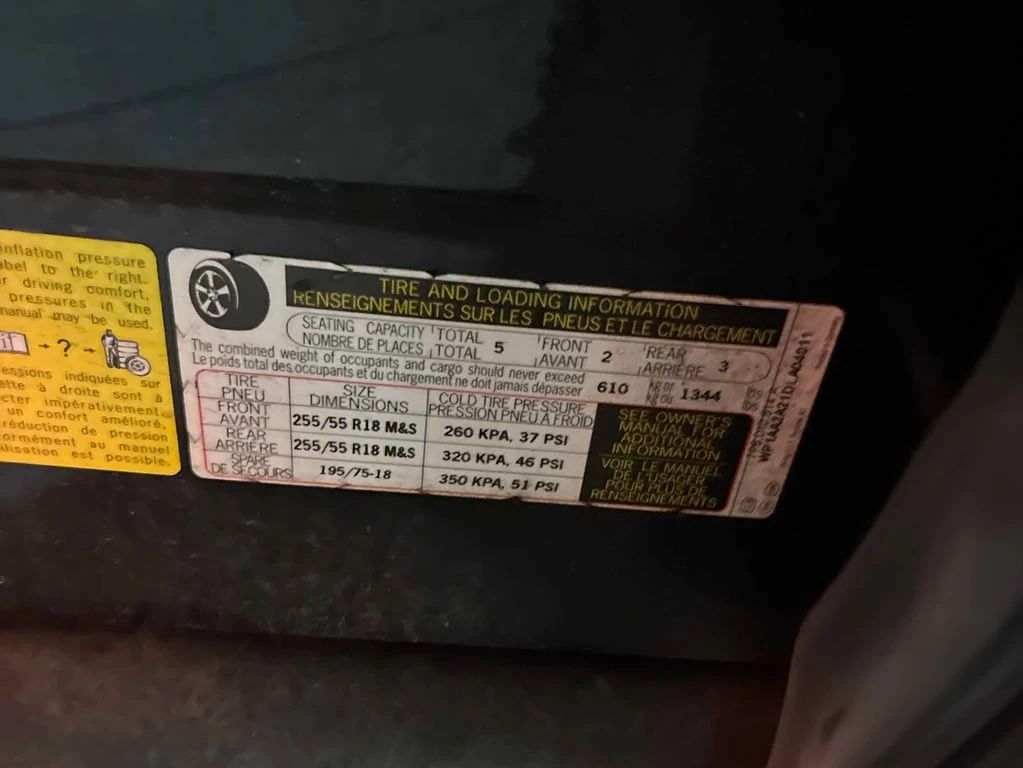 inflation pressure
abel to the right.
r driving comfort,
pressures in the
manual may be used.
i → ? →
essions indiquées sur
ette à droite sont à
cter impérativement
un confort amélioré,
réduction de pression
ormément au manuel
ilisation est possible.
TIRE AND LOADING INFORMATION
RENSEIGNEMENTS SUR LES PNEUS ET LE CHARGEMENT
SEATING CAPACITY TOTAL 5 FRONT 2 REAR 3
NOMBRE DE PLACES TOTAL AVANT ARRIÈRE
The combined weight of occupants and cargo should never exceed 610 kg or 1344
Le poids total des occupants et du chargement ne doit jamais dépasser kg ou
TIRE SIZE COLD TIRE PRESSURE
PNEU DIMENSIONS PRESSION PNEU A FROID
FRONT
AVANT 255/55 R18 M&S 260 KPA, 37 PSI
REAR
ARRIÈRE 255/55 R18 M&S 320 KPA, 46 PSI
SPARE
DE SECOURS 195/75-18 350 KPA, 51 PSI
SEE OWNER'S
MANUAL FOR
ADDITIONAL
INFORMATION
VOIR LE MANUEL
DE L'USAGER
POUR PLUS DE
RENSEIGNEMENTS
WP1AA2A21DLA04011